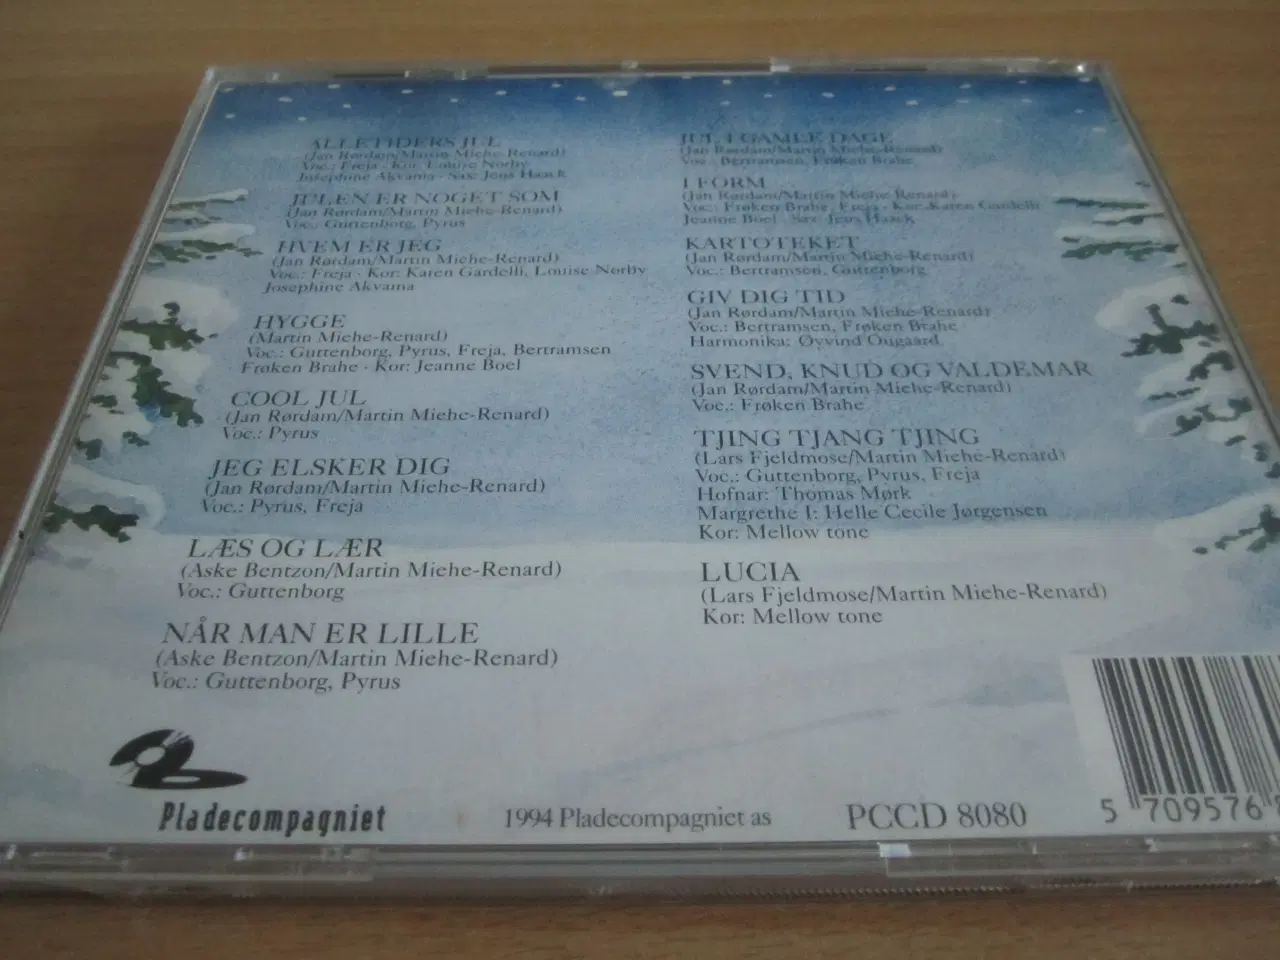 ALLETIDERS JUL
(Jan Rørdam/Martin Miehe-Renard)
Voc.: Freja · Kor: Louise Nørby
Josephine Akvama · Sax: Jens Haack
JULEN ER NOGET SOM
(Jan Rørdam/Martin Miehe-Renard)
Voc.: Guttenborg, Pyrus
HVEM ER JEG
(Jan Rørdam/Martin Miehe-Renard)
Voc.: Freja · Kor: Karen Gardelli, Louise Nørby
Josephine Akvama
HYGGE
(Martin Miehe-Renard)
Voc.: Guttenborg, Pyrus, Freja, Bertramsen
Frøken Brahe · Kor: Jeanne Boel
COOL JUL
(Jan Rørdam/Martin Miehe-Renard)
Voc.: Pyrus
JEG ELSKER DIG
(Jan Rørdam/Martin Miehe-Renard)
Voc.: Pyrus, Freja
LÆS OG LÆR
(Aske Bentzon/Martin Miehe-Renard)
Voc.: Guttenborg
NÅR MAN ER LILLE
(Aske Bentzon/Martin Miehe-Renard)
Voc.: Guttenborg, Pyrus
JUL I GAMLE DAGE
(Jan Rørdam/Martin Miehe-Renard)
Voc.: Bertramsen, Frøken Brahe
I FORM
(Jan Rørdam/Martin Miehe-Renard)
Voc.: Frøken Brahe, Freja · Kor: Karen Gardelli
Jeanne Boel · Sax: Jens Haack
KARTOTEKET
(Jan Rørdam/Martin Miehe-Renard)
Voc.: Bertramsen, Guttenborg
GIV DIG TID
(Jan Rørdam/Martin Miehe-Renard)
Voc.: Bertramsen, Frøken Brahe
Harmonika: Øyvind Ougaard
SVEND, KNUD OG VALDEMAR
(Jan Rørdam/Martin Miehe-Renard)
Voc.: Frøken Brahe
TJING TJANG TJING
(Lars Fjeldmose/Martin Miehe-Renard)
Voc.: Guttenborg, Pyrus, Freja
Hofnar: Thomas Mørk
Margrethe I: Helle Cecile Jørgensen
Kor: Mellow tone
LUCIA
(Lars Fjeldmose/Martin Miehe-Renard)
Kor: Mellow tone
Pladecompagniet
1994 Pladecompagniet as
PCCD 8080
5 709576